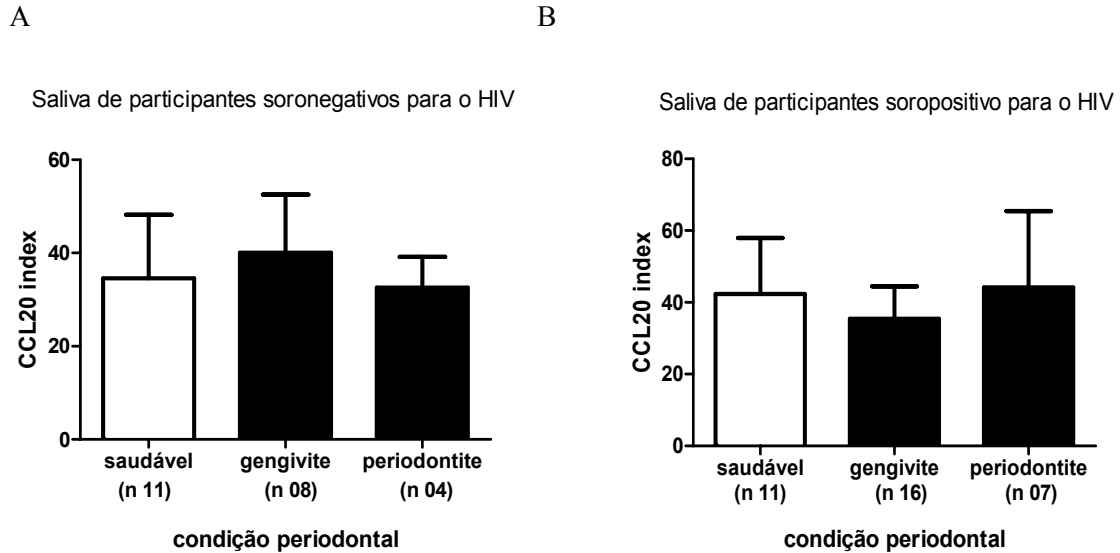 A
B
Saliva de participantes soronegativos para o HIV
60
40
20
0
CCL20 index
saudável
(n 11)
gengivite
(n 08)
periodontite
(n 04)
condição periodontal
Saliva de participantes soropositivo para o HIV
80
60
40
20
0
CCL20 index
saudável
(n 11)
gengivite
(n 16)
periodontite
(n 07)
condição periodontal